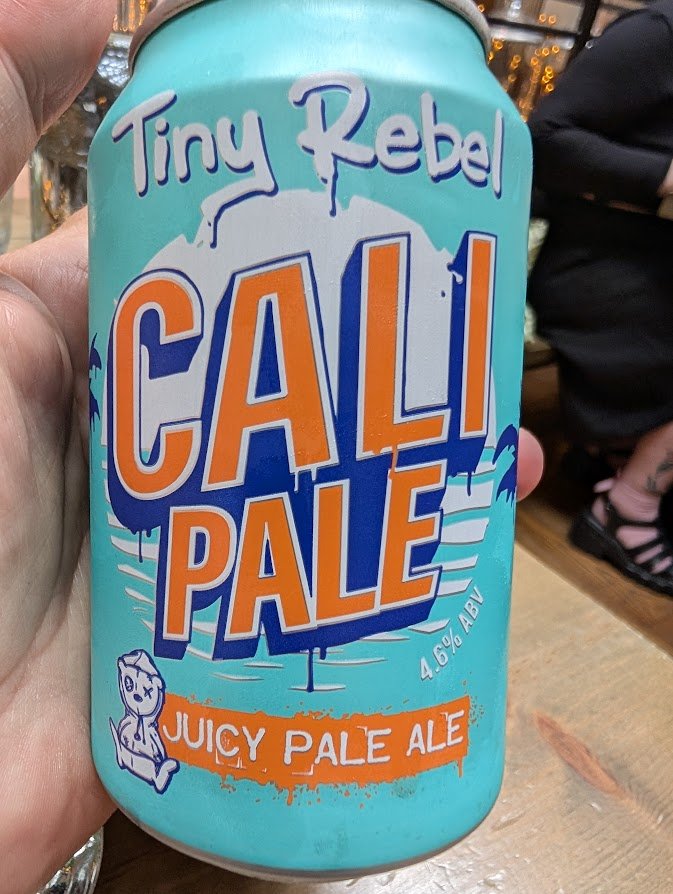 Tiny Rebel
CALI
PALE
4.6% ABV
JUICY PALE ALE